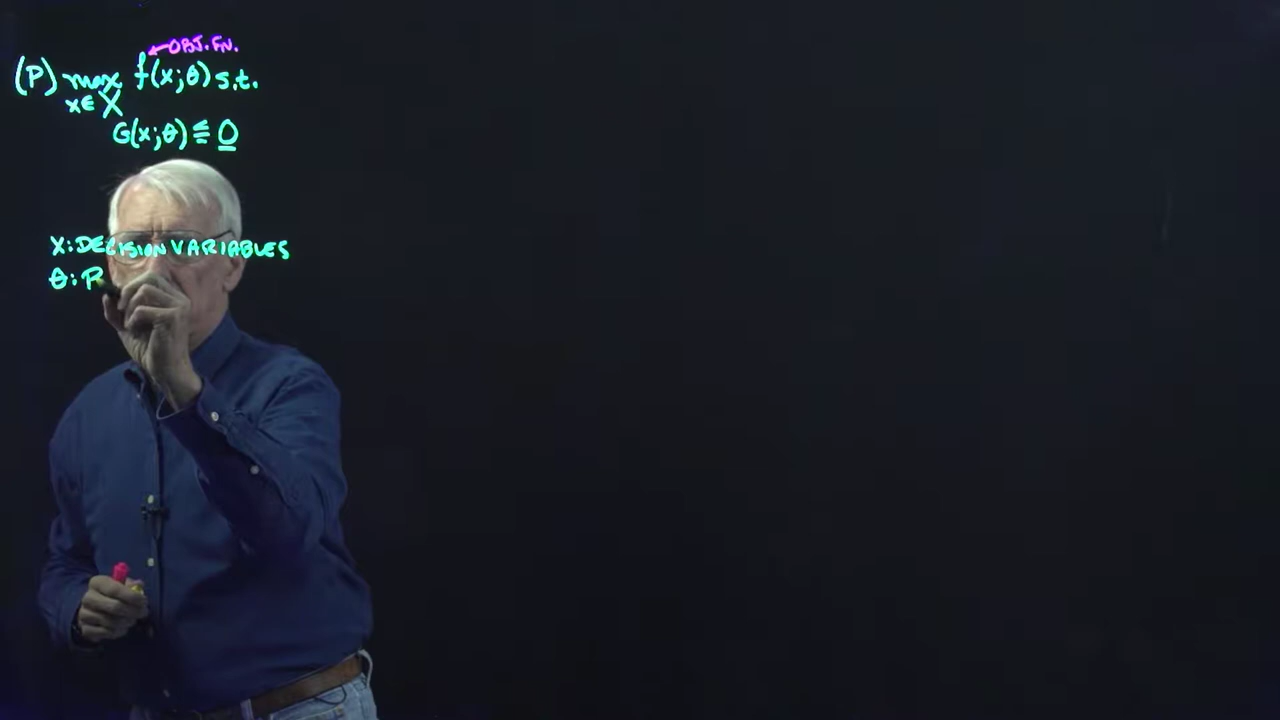 ←OBJ.FN.
(P) max f(x;θ) s.t.
x∈X
G(x;θ) ≦ 0
X: DECISION VARIABLES
θ: P